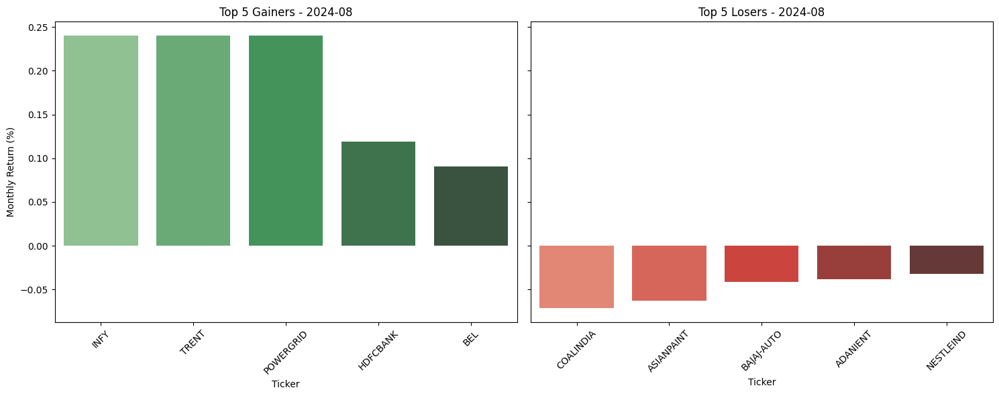 Top 5 Gainers - 2024-08
Monthly Return (%)
0.25
0.20
0.15
0.10
0.05
0.00
−0.05
INFY
TRENT
POWERGRID
HDFCBANK
BEL
Ticker
Top 5 Losers - 2024-08
COALINDIA
ASIANPAINT
BAJAJ-AUTO
ADANIENT
NESTLEIND
Ticker